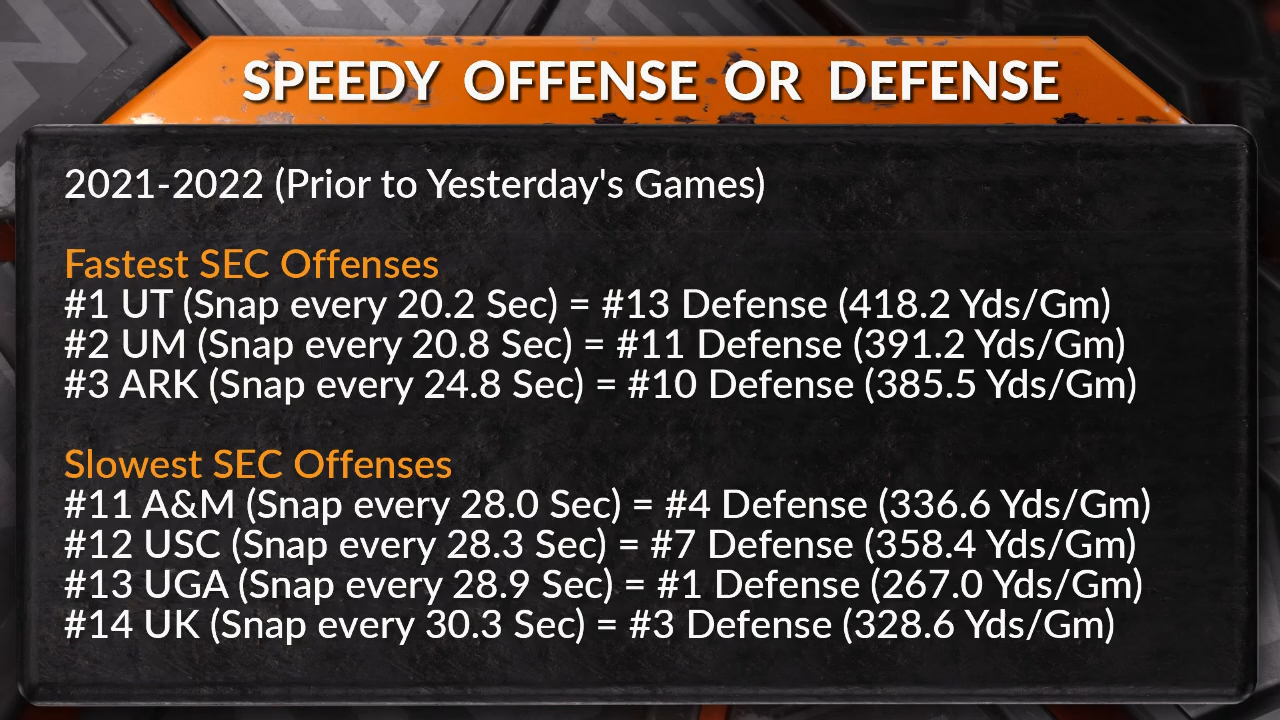 SPEEDY OFFENSE OR DEFENSE
2021-2022 (Prior to Yesterday's Games)
Fastest SEC Offenses
#1 UT (Snap every 20.2 Sec) = #13 Defense (418.2 Yds/Gm)
#2 UM (Snap every 20.8 Sec) = #11 Defense (391.2 Yds/Gm)
#3 ARK (Snap every 24.8 Sec) = #10 Defense (385.5 Yds/Gm)
Slowest SEC Offenses
#11 A&M (Snap every 28.0 Sec) = #4 Defense (336.6 Yds/Gm)
#12 USC (Snap every 28.3 Sec) = #7 Defense (358.4 Yds/Gm)
#13 UGA (Snap every 28.9 Sec) = #1 Defense (267.0 Yds/Gm)
#14 UK (Snap every 30.3 Sec) = #3 Defense (328.6 Yds/Gm)